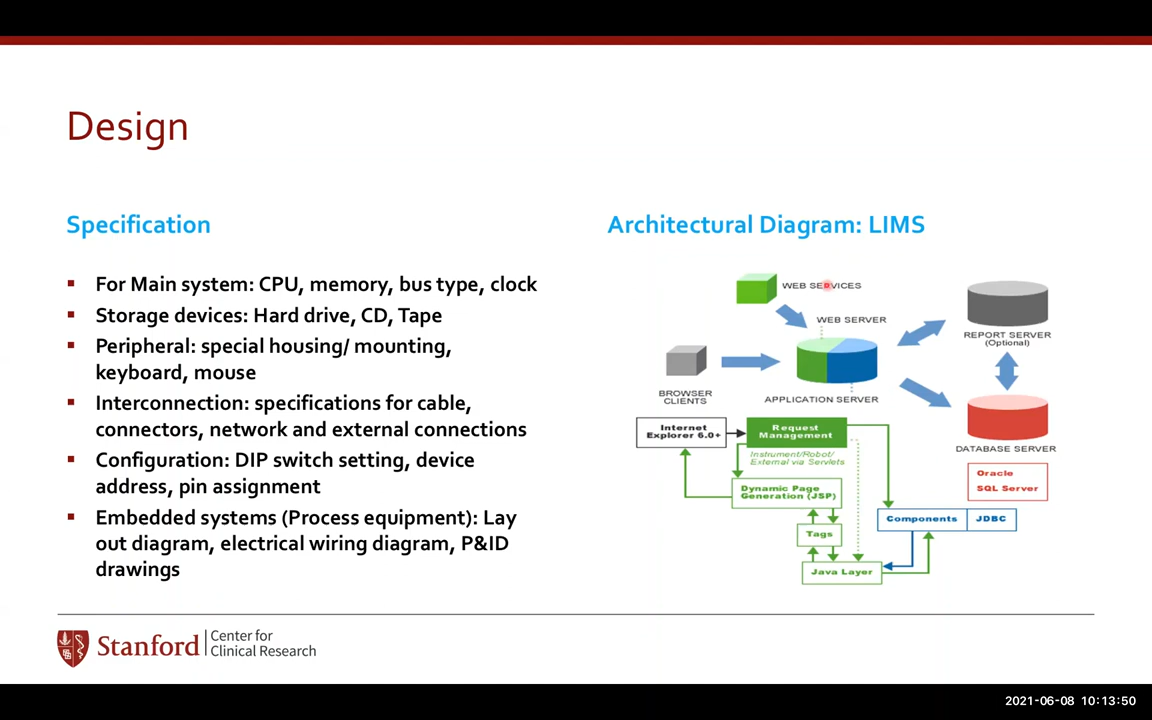 Design
Specification
For Main system: CPU, memory, bus type, clock
Storage devices: Hard drive, CD, Tape
Peripheral: special housing/ mounting,
keyboard, mouse
Interconnection: specifications for cable,
connectors, network and external connections
Configuration: DIP switch setting, device
address, pin assignment
Embedded systems (Process equipment): Lay
out diagram, electrical wiring diagram, P&ID
drawings
Architectural Diagram: LIMS
WEB SERVICES
WEB SERVER
REPORT SERVER
(Optional)
BROWSER
CLIENTS
APPLICATION SERVER
DATABASE SERVER
Internet
Explorer 6.0+
Request
Management
Instrument/Robot/
External via Servlets
Oracle
SQL Server
Dynamic Page
Generation (JSP)
Components
JDBC
Tags
Java Layer
Stanford
Center for
Clinical Research
2021-06-08 10:13:50